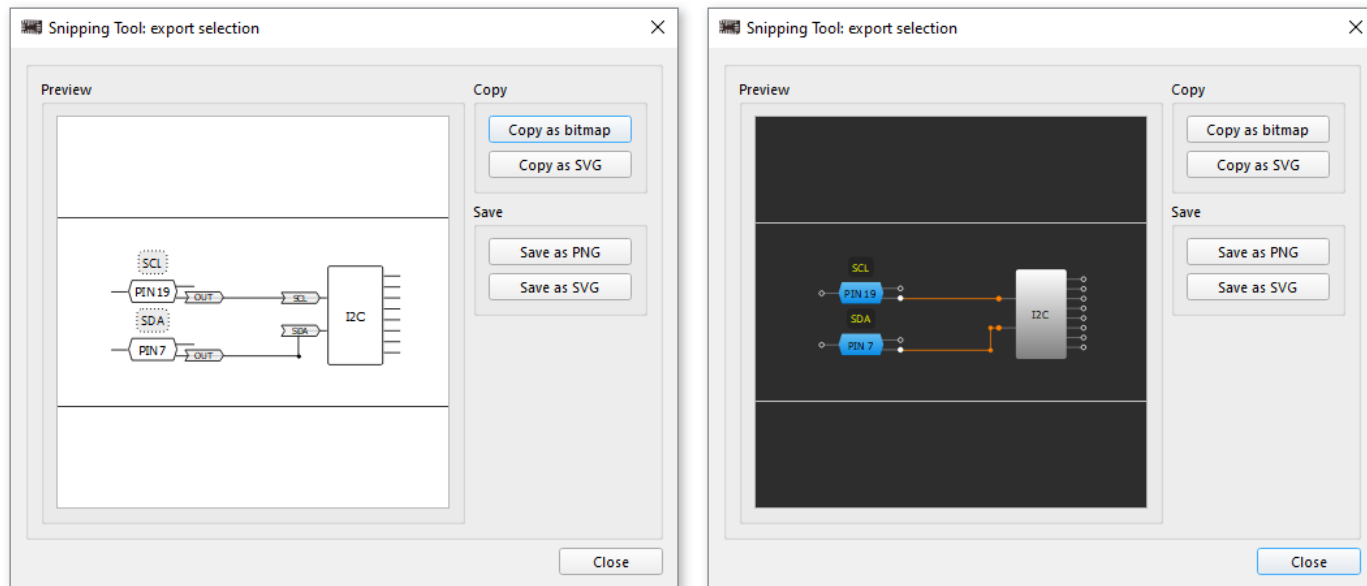 Snipping Tool: export selection
Preview
SCL
PIN 19
OUT
SCL
SDA
SDA
I2C
PIN 7
OUT
Copy
Copy as bitmap
Copy as SVG
Save
Save as PNG
Save as SVG
Close
Snipping Tool: export selection
Preview
SCL
PIN 19
SDA
I2C
PIN 7
Copy
Copy as bitmap
Copy as SVG
Save
Save as PNG
Save as SVG
Close